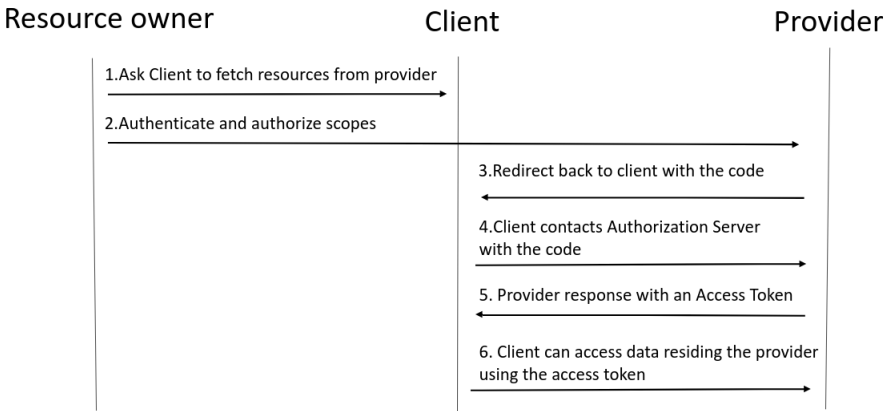 Resource owner
Client
Provider
1.Ask Client to fetch resources from provider
2.Authenticate and authorize scopes
3.Redirect back to client with the code
4.Client contacts Authorization Server
with the code
5. Provider response with an Access Token
6. Client can access data residing the provider
using the access token